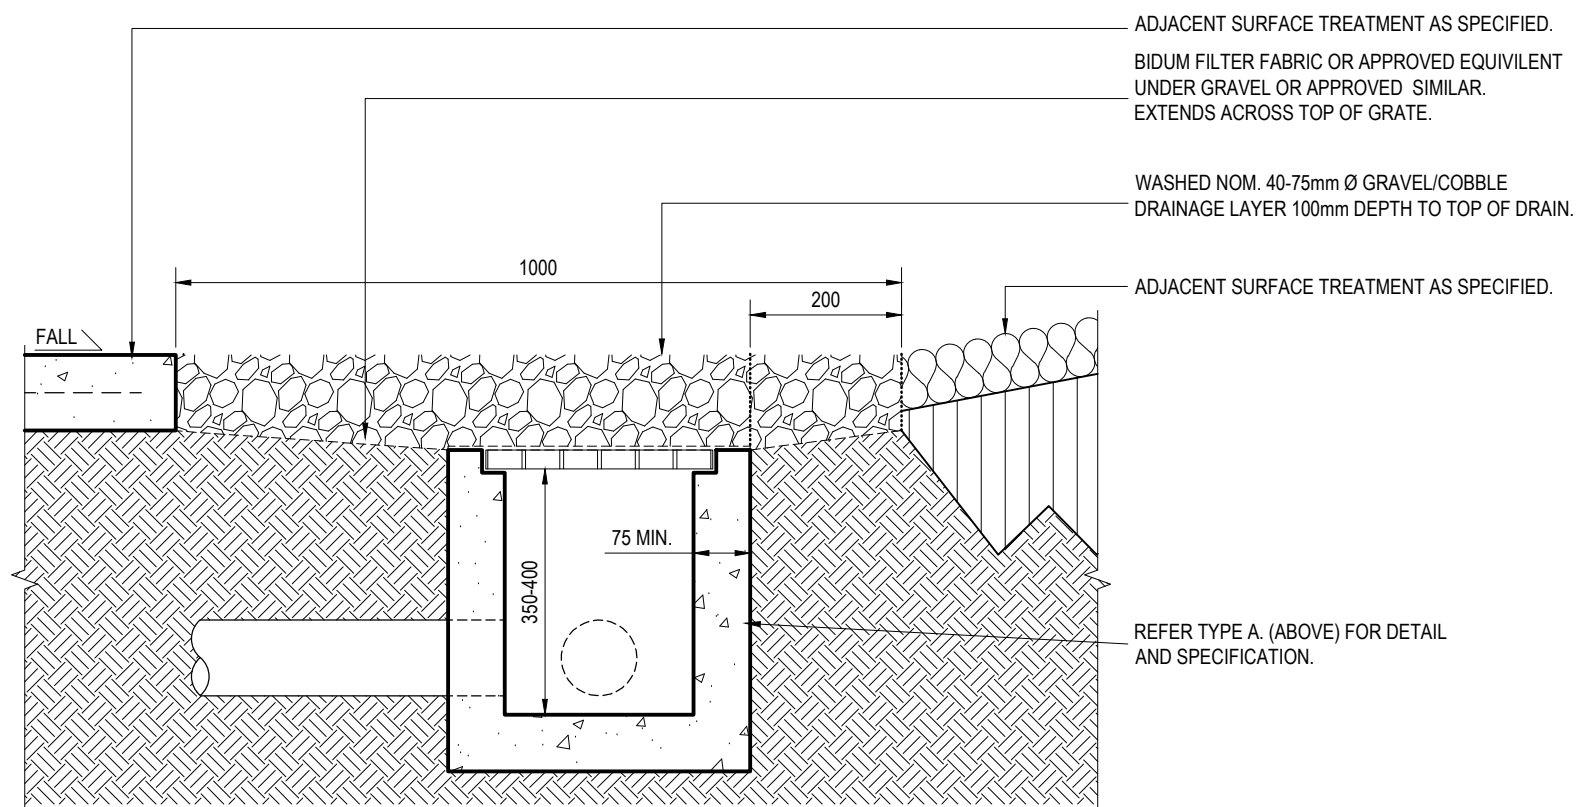 ADJACENT SURFACE TREATMENT AS SPECIFIED.
BIDUM FILTER FABRIC OR APPROVED EQUIVILENT
UNDER GRAVEL OR APPROVED SIMILAR.
EXTENDS ACROSS TOP OF GRATE.
WASHED NOM. 40-75mm Ø GRAVEL/COBBLE
DRAINAGE LAYER 100mm DEPTH TO TOP OF DRAIN.
1000
ADJACENT SURFACE TREATMENT AS SPECIFIED.
200
FALL
75 MIN.
350-400
REFER TYPE A. (ABOVE) FOR DETAIL
AND SPECIFICATION.